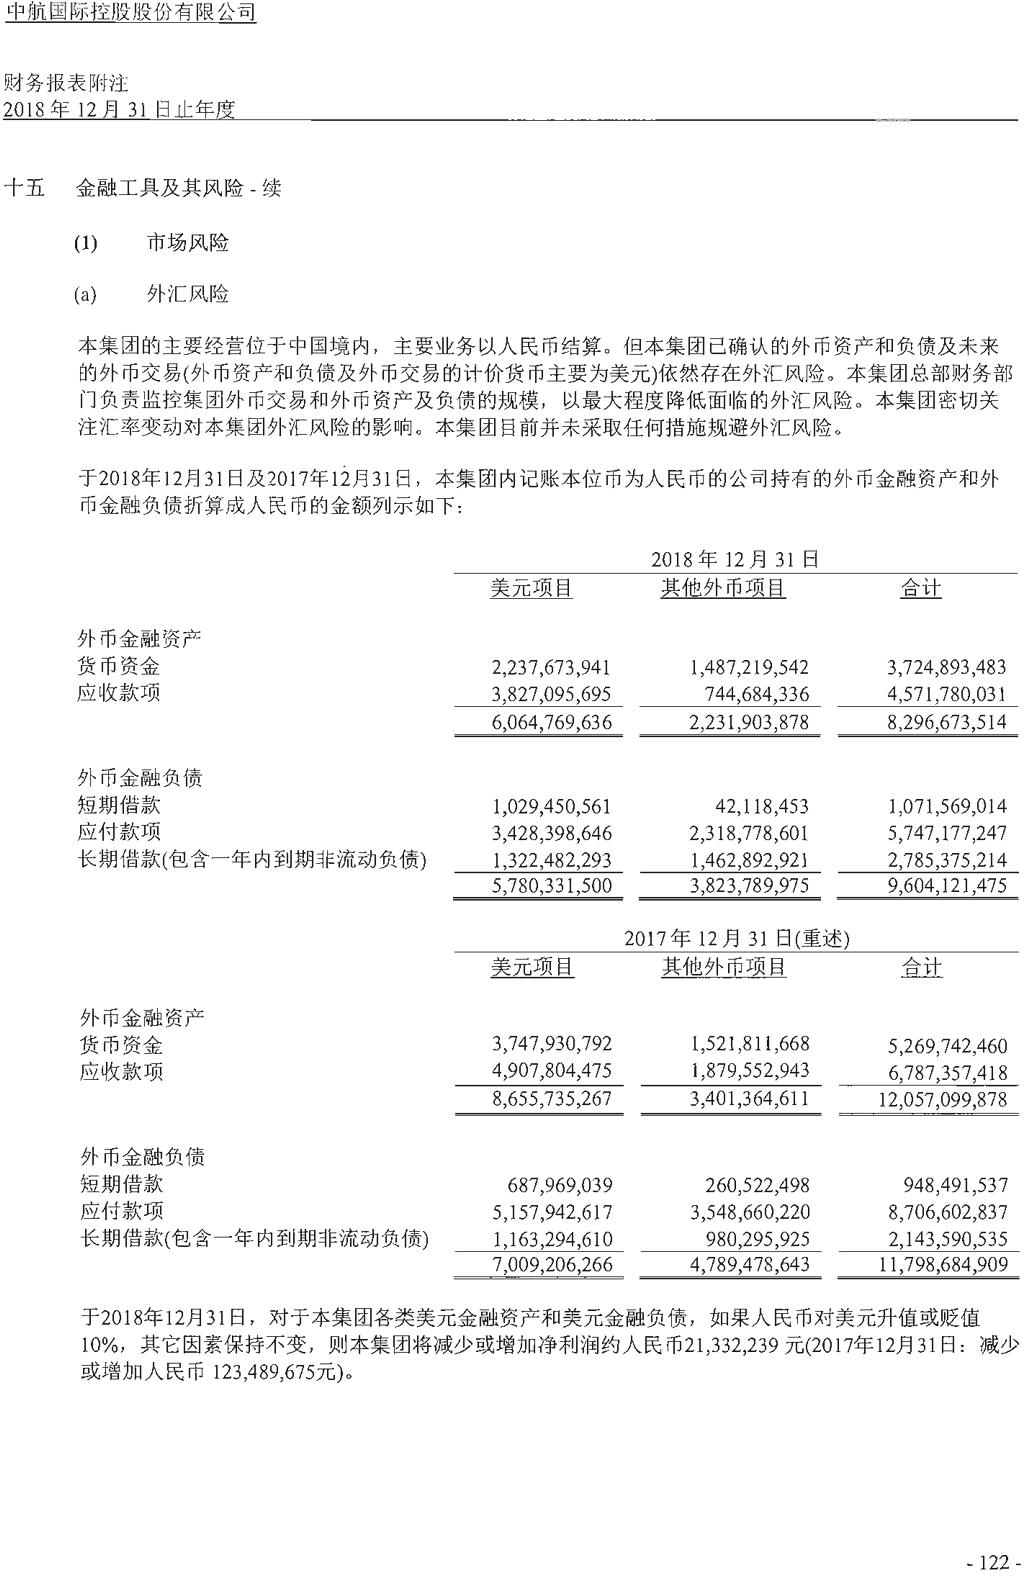 中航国际控股股份有限公司
财务报表附注
2018 年 12 月 31 日止年度
十五 金融工具及其风险 - 续
(1) 市场风险
(a) 外汇风险
本集团的主要经营位于中国境内，主要业务以人民币结算。但本集团已确认的外币资产和负债及未来
的外币交易(外币资产和负债及外币交易的计价货币主要为美元)依然存在外汇风险。本集团总部财务部
门负责监控集团外币交易和外币资产及负债的规模，以最大程度降低面临的外汇风险。本集团密切关
注汇率变动对本集团外汇风险的影响。本集团目前并未采取任何措施规避外汇风险。
于2018年12月31日及2017年12月31日，本集团内记账本位币为人民币的公司持有的外币金融资产和外
币金融负债折算成人民币的金额列示如下：
2018 年 12 月 31 日
美元项目 其他外币项目 合计
外币金融资产
货币资金 2,237,673,941 1,487,219,542 3,724,893,483
应收款项 3,827,095,695 744,684,336 4,571,780,031
6,064,769,636 2,231,903,878 8,296,673,514
外币金融负债
短期借款 1,029,450,561 42,118,453 1,071,569,014
应付款项 3,428,398,646 2,318,778,601 5,747,177,247
长期借款(包含一年内到期非流动负债) 1,322,482,293 1,462,892,921 2,785,375,214
5,780,331,500 3,823,789,975 9,604,121,475
2017 年 12 月 31 日(重述)
美元项目 其他外币项目 合计
外币金融资产
货币资金 3,747,930,792 1,521,811,668 5,269,742,460
应收款项 4,907,804,475 1,879,552,943 6,787,357,418
8,655,735,267 3,401,364,611 12,057,099,878
外币金融负债
短期借款 687,969,039 260,522,498 948,491,537
应付款项 5,157,942,617 3,548,660,220 8,706,602,837
长期借款(包含一年内到期非流动负债) 1,163,294,610 980,295,925 2,143,590,535
7,009,206,266 4,789,478,643 11,798,684,909
于2018年12月31日，对于本集团各类美元金融资产和美元金融负债，如果人民币对美元升值或贬值
10%，其它因素保持不变，则本集团将减少或增加净利润约人民币21,332,239 元(2017年12月31日：减少
或增加人民币 123,489,675元)。
- 122 -